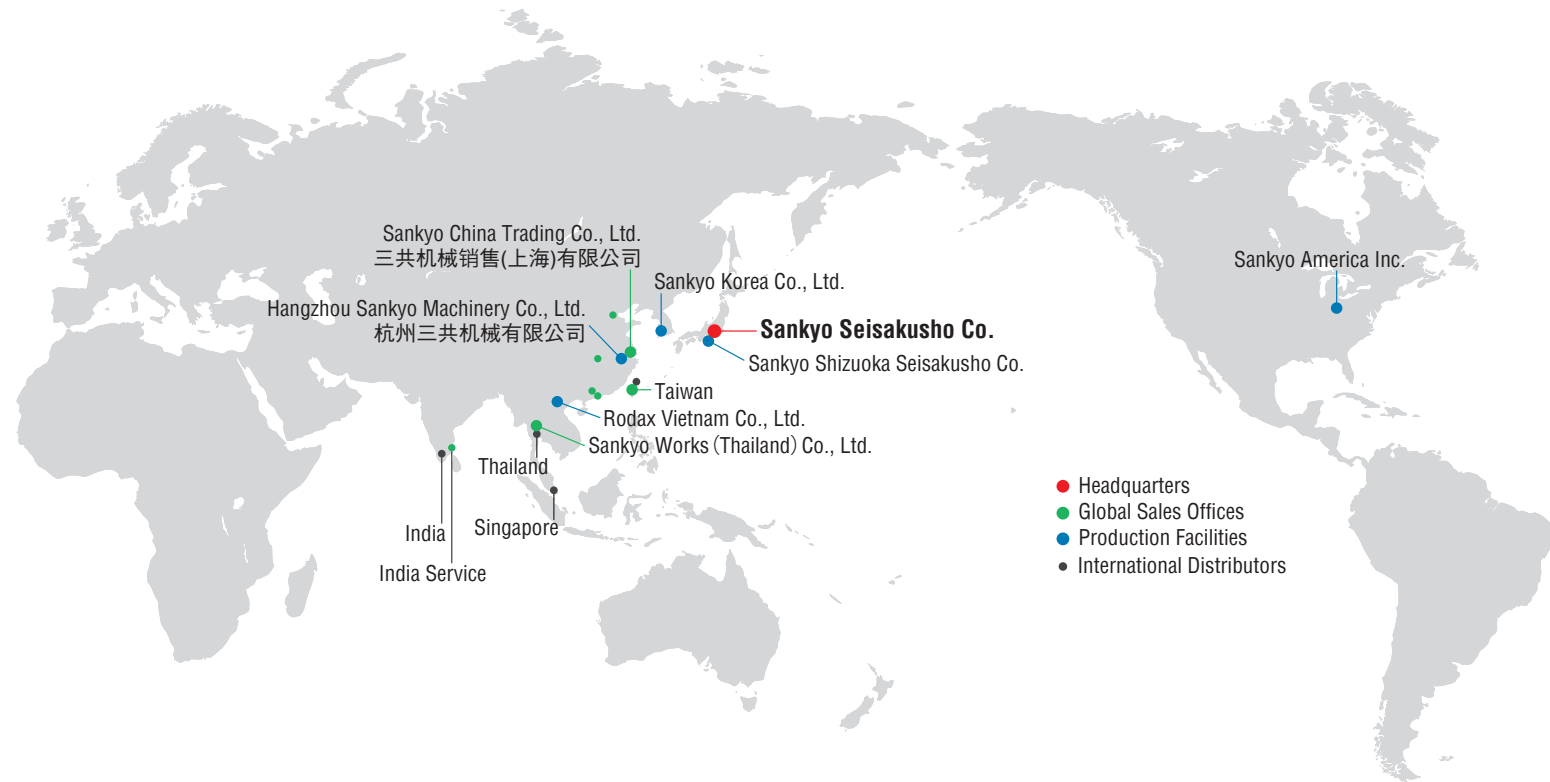 Sankyo China Trading Co., Ltd.
三共机械销售(上海)有限公司
Sankyo America Inc.
Sankyo Korea Co., Ltd.
Hangzhou Sankyo Machinery Co., Ltd.
杭州三共机械有限公司
Sankyo Seisakusho Co.
Sankyo Shizuoka Seisakusho Co.
Taiwan
Rodax Vietnam Co., Ltd.
Sankyo Works (Thailand) Co., Ltd.
Thailand
Singapore
India
India Service
Headquarters
Global Sales Offices
Production Facilities
International Distributors